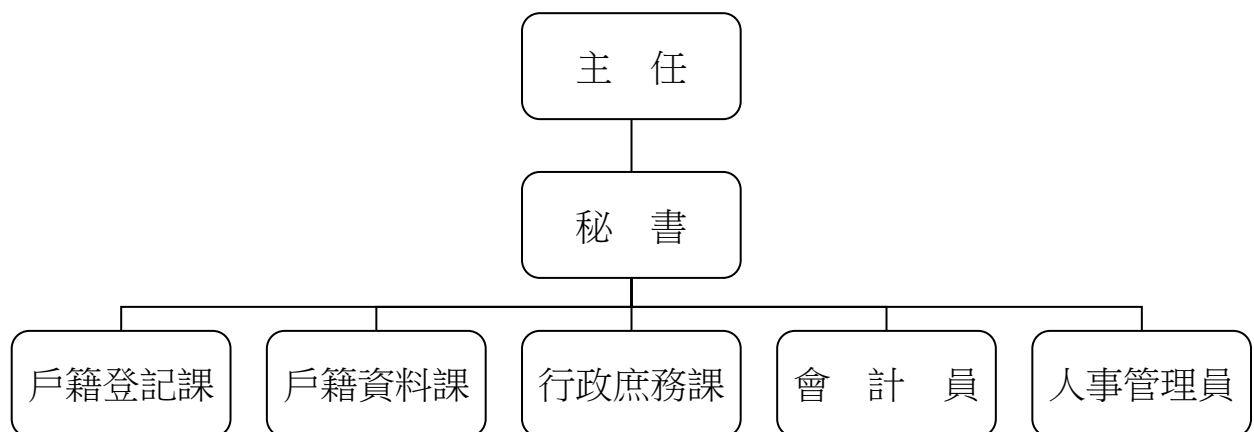 主　任
秘　書
戶籍登記課
戶籍資料課
行政庶務課
會　計　員
人事管理員